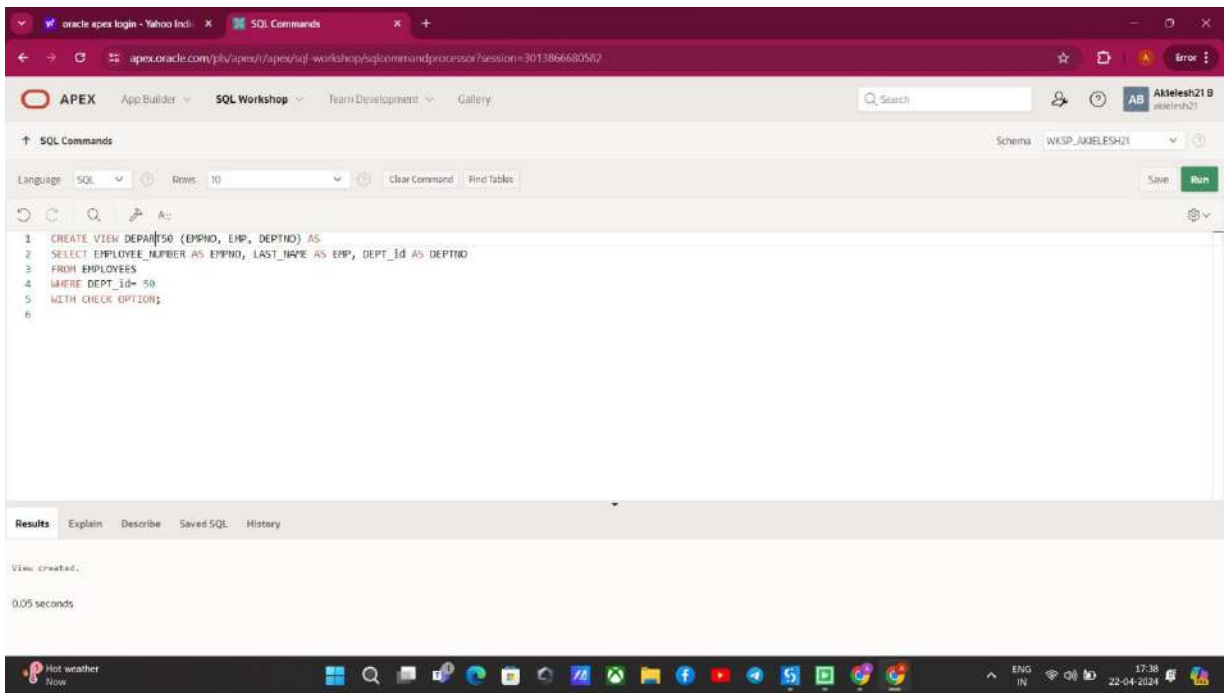 oracle apex login - Yahoo Indi
SQL Commands
apex.oracle.com/pls/apex/r/apex/sql-workshop/sqlcommandprocessor?session=3013866680582
Error
APEX App Builder SQL Workshop Team Development Gallery Search AB Akielesh21 B
akielesh21
SQL Commands Schema WKSP_AKIELESH21
Language SQL Rows 10 Clear Command Find Tables Save Run
1 CREATE VIEW DEPART50 (EMPNO, EMP, DEPTNO) AS
2 SELECT EMPLOYEE_NUMBER AS EMPNO, LAST_NAME AS EMP, DEPT_id AS DEPTNO
3 FROM EMPLOYEES
4 WHERE DEPT_id= 50
5 WITH CHECK OPTION;
6
Results Explain Describe Saved SQL History
View created.
0.05 seconds
Hot weather
Now
ENG
IN
17:38
22-04-2024